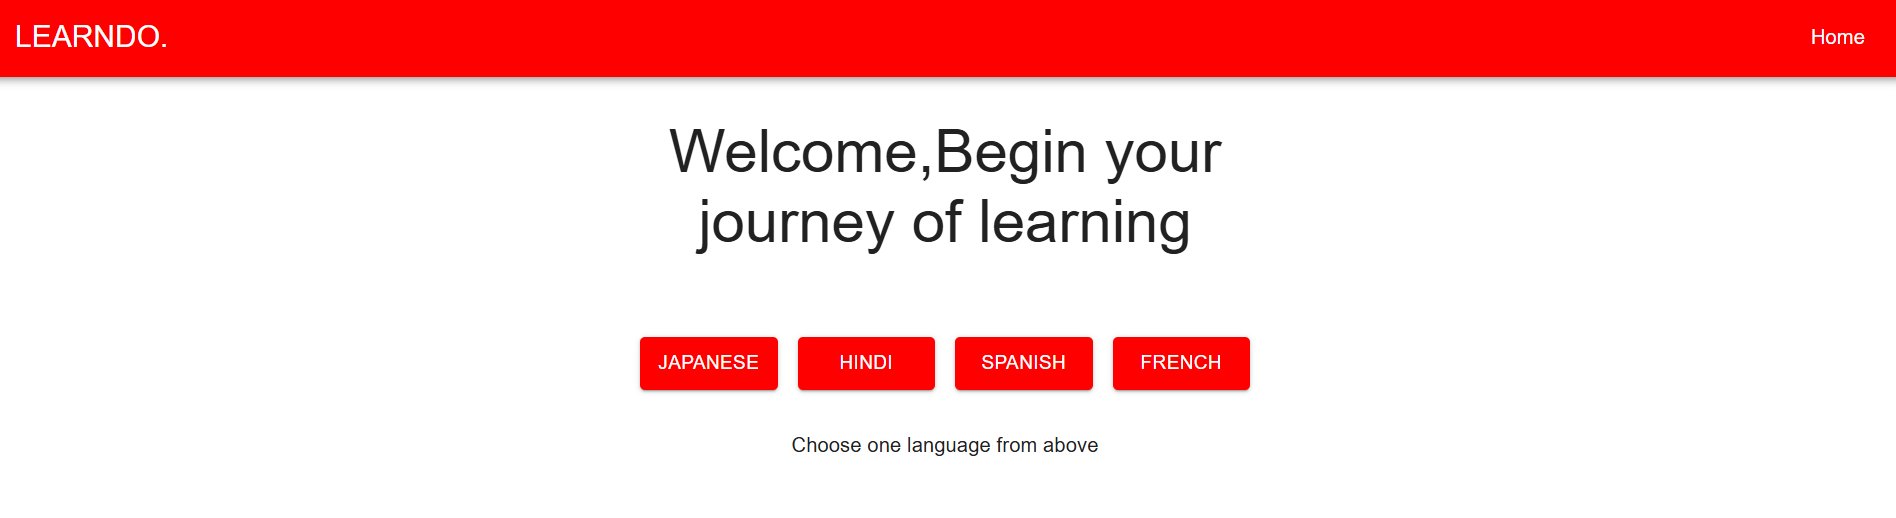 LEARNDO.
Home
Welcome,Begin your
journey of learning
JAPANESE
HINDI
SPANISH
FRENCH
Choose one language from above